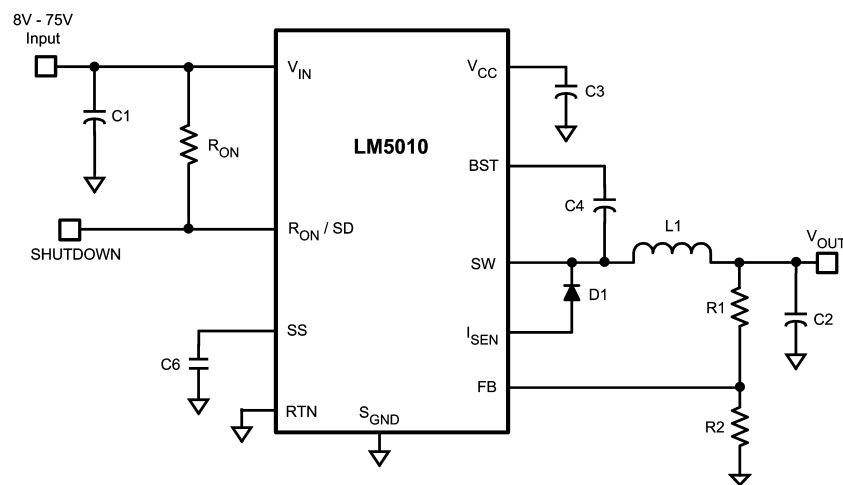 8V - 75V
Input
VIN
VCC
C1
C3
RON
LM5010
BST
C4
L1
SHUTDOWN
RON / SD
SW
VOUT
D1
R1
C2
SS
ISEN
C6
FB
RTN
SGND
R2